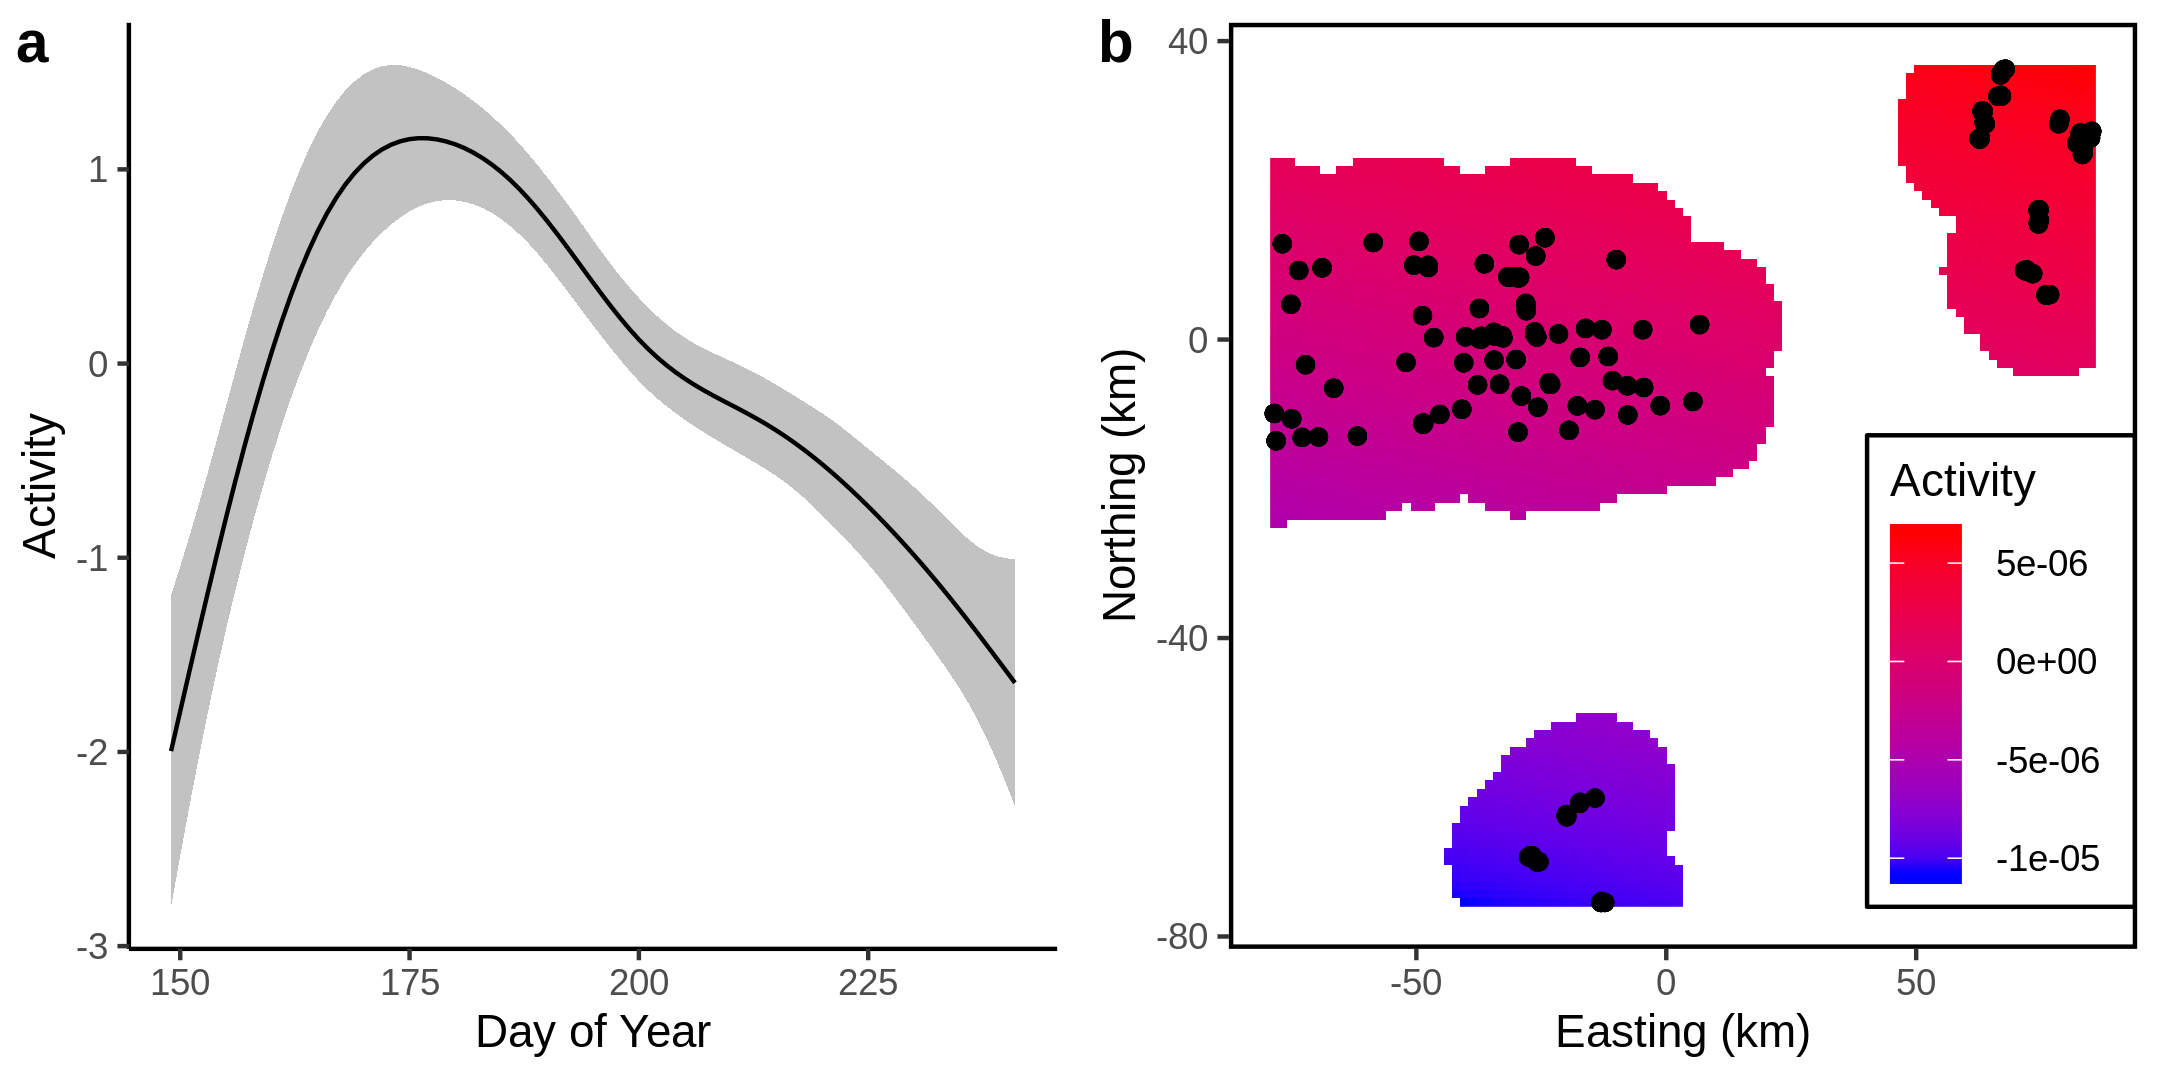 a
Activity
1
0
-1
-2
-3
150 175 200 225
Day of Year
b
Northing (km)
40
0
-40
-80
-50 0 50
Easting (km)
Activity
5e-06
0e+00
-5e-06
-1e-05